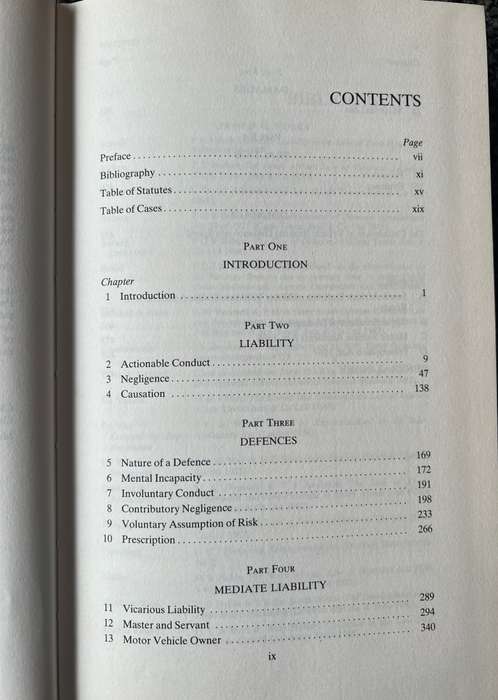 CONTENTS
Page
Preface . . . . . . . . . . . . . . . . . . . . vii
Bibliography . . . . . . . . . . . . . . . . . . . . xi
Table of Statutes . . . . . . . . . . . . . . . . . . . . xv
Table of Cases . . . . . . . . . . . . . . . . . . . . xix
PART ONE
INTRODUCTION
Chapter
1 Introduction . . . . . . . . . . . . . . . . . . . . 1
PART TWO
LIABILITY
2 Actionable Conduct . . . . . . . . . . . . . . . . . . . . 9
3 Negligence . . . . . . . . . . . . . . . . . . . . 47
4 Causation . . . . . . . . . . . . . . . . . . . . 138
PART THREE
DEFENCES
5 Nature of a Defence . . . . . . . . . . . . . . . . . . . . 169
6 Mental Incapacity . . . . . . . . . . . . . . . . . . . . 172
7 Involuntary Conduct . . . . . . . . . . . . . . . . . . . . 191
8 Contributory Negligence . . . . . . . . . . . . . . . . . . . . 198
9 Voluntary Assumption of Risk . . . . . . . . . . . . . . . . . . . . 233
10 Prescription . . . . . . . . . . . . . . . . . . . . 266
PART FOUR
MEDIATE LIABILITY
11 Vicarious Liability . . . . . . . . . . . . . . . . . . . . 289
12 Master and Servant . . . . . . . . . . . . . . . . . . . . 294
13 Motor Vehicle Owner . . . . . . . . . . . . . . . . . . . . 340
ix